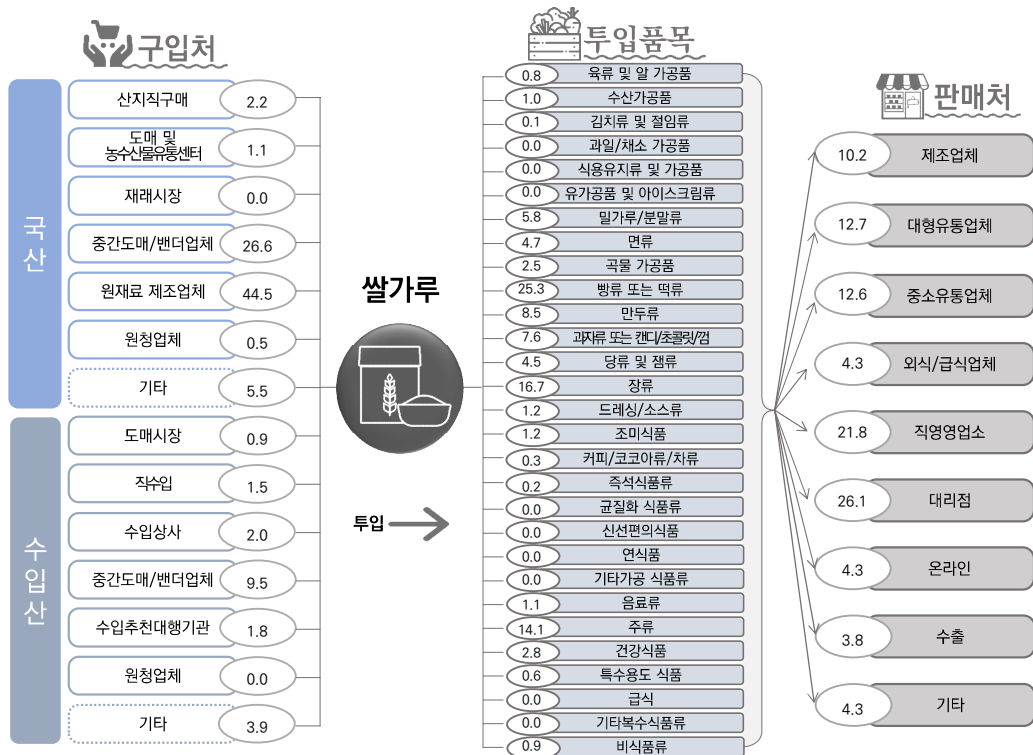 구입처
국산
산지직구매 2.2
도매 및
농수산물유통센터 1.1
재래시장 0.0
중간도매/밴더업체 26.6
원재료 제조업체 44.5
원청업체 0.5
기타 5.5
수입산
도매시장 0.9
직수입 1.5
수입상사 2.0
중간도매/밴더업체 9.5
수입추천대행기관 1.8
원청업체 0.0
기타 3.9
쌀가루
투입
투입품목
0.8 육류 및 알 가공품
1.0 수산가공품
0.1 김치류 및 절임류
0.0 과일/채소 가공품
0.0 식용유지류 및 가공품
0.0 유가공품 및 아이스크림류
5.8 밀가루/분말류
4.7 면류
2.5 곡물 가공품
25.3 빵류 또는 떡류
8.5 만두류
7.6 과자류 또는 캔디/초콜릿/껌
4.5 당류 및 잼류
16.7 장류
1.2 드레싱/소스류
1.2 조미식품
0.3 커피/코코아류/차류
0.2 즉석식품류
0.0 균질화 식품류
0.0 신선편의식품
0.0 연식품
0.0 기타가공 식품류
1.1 음료류
14.1 주류
2.8 건강식품
0.6 특수용도 식품
0.0 급식
0.0 기타복수식품류
0.9 비식품류
판매처
10.2 제조업체
12.7 대형유통업체
12.6 중소유통업체
4.3 외식/급식업체
21.8 직영영업소
26.1 대리점
4.3 온라인
3.8 수출
4.3 기타